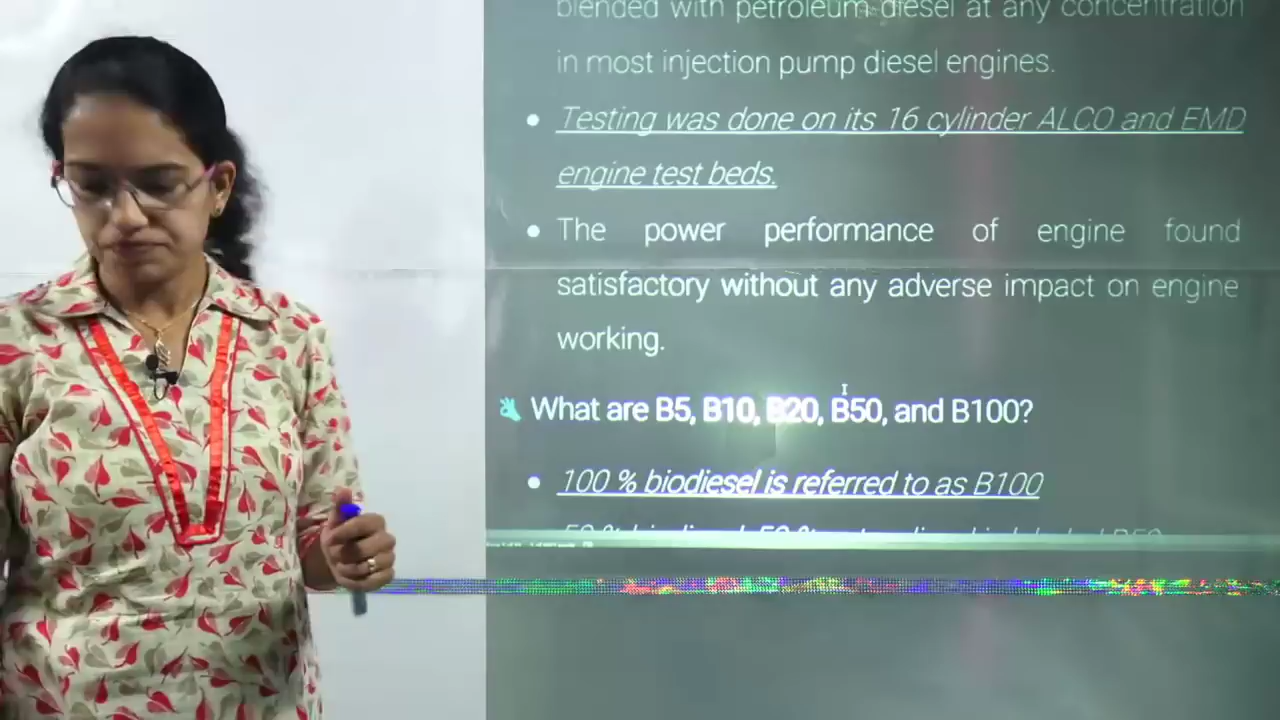 blended with petroleum diesel at any concentration
in most injection pump diesel engines.
• Testing was done on its 16 cylinder ALCO and EMD
engine test beds.
• The power performance of engine found
satisfactory without any adverse impact on engine
working.
What are B5, B10, B20, B50, and B100?
• 100 % biodiesel is referred to as B100